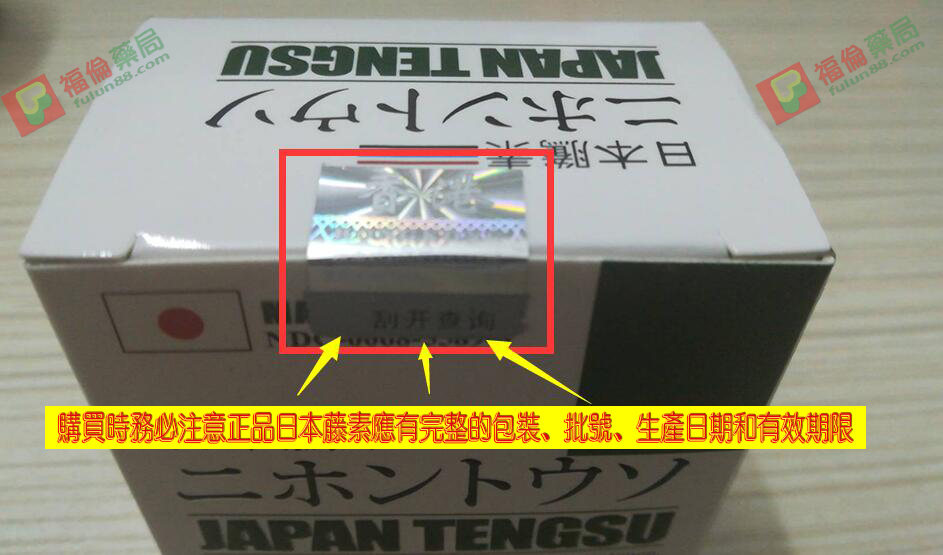 福倫藥局
fulun88.com
福倫藥局
fulun88.com
JAPAN TENGSU
ニホントウソ
日本騰素
刮开查询
購買時務必注意正品日本藤素應有完整的包裝、批號、生產日期和有效期限
ニホントウソ
JAPAN TENGSU